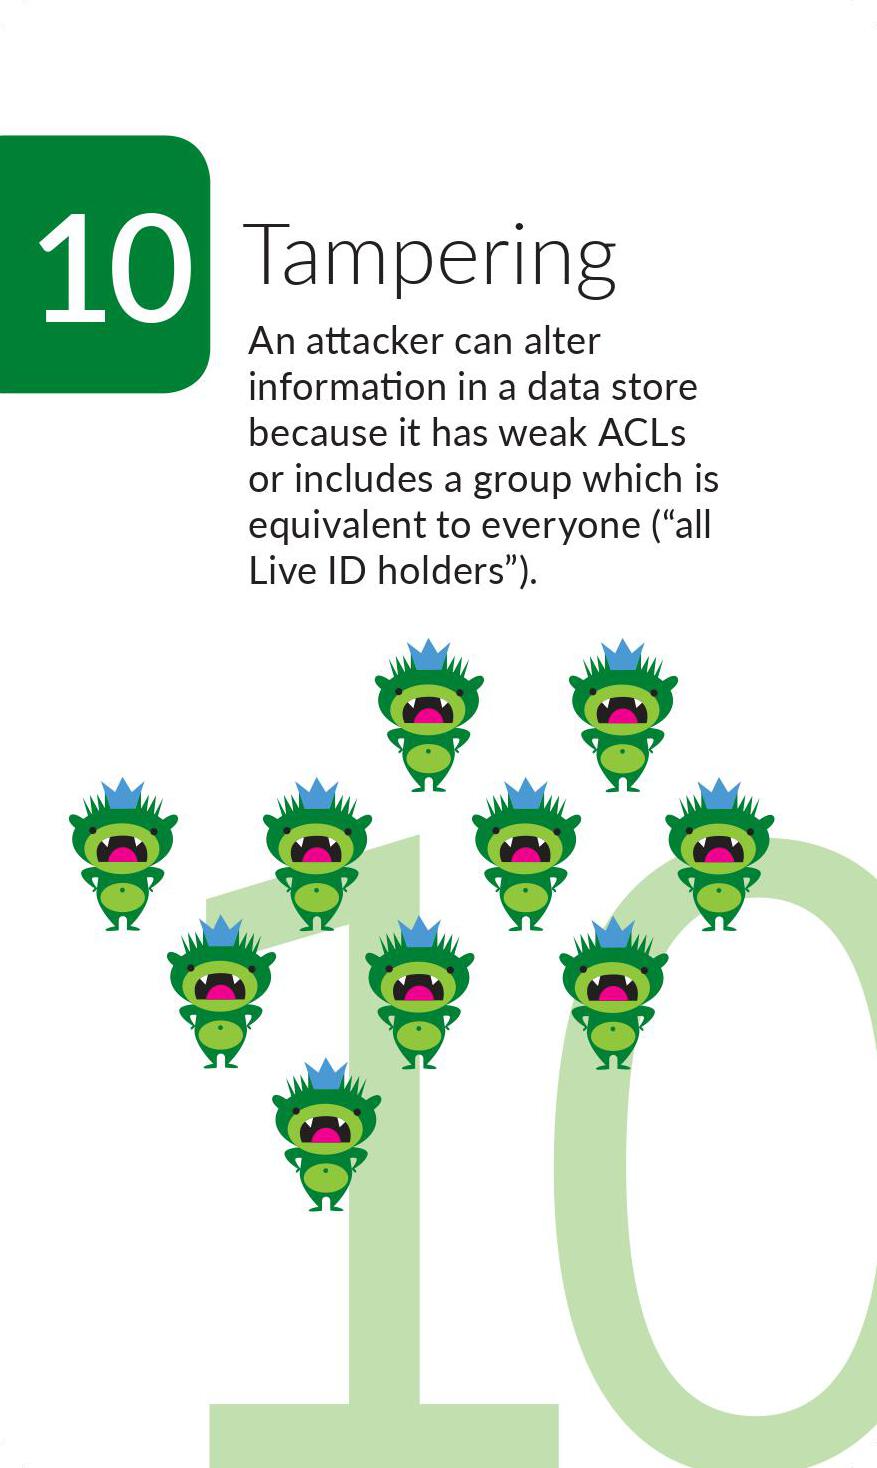 10
Tampering
An attacker can alter
information in a data store
because it has weak ACLs
or includes a group which is
equivalent to everyone (“all
Live ID holders”).
10